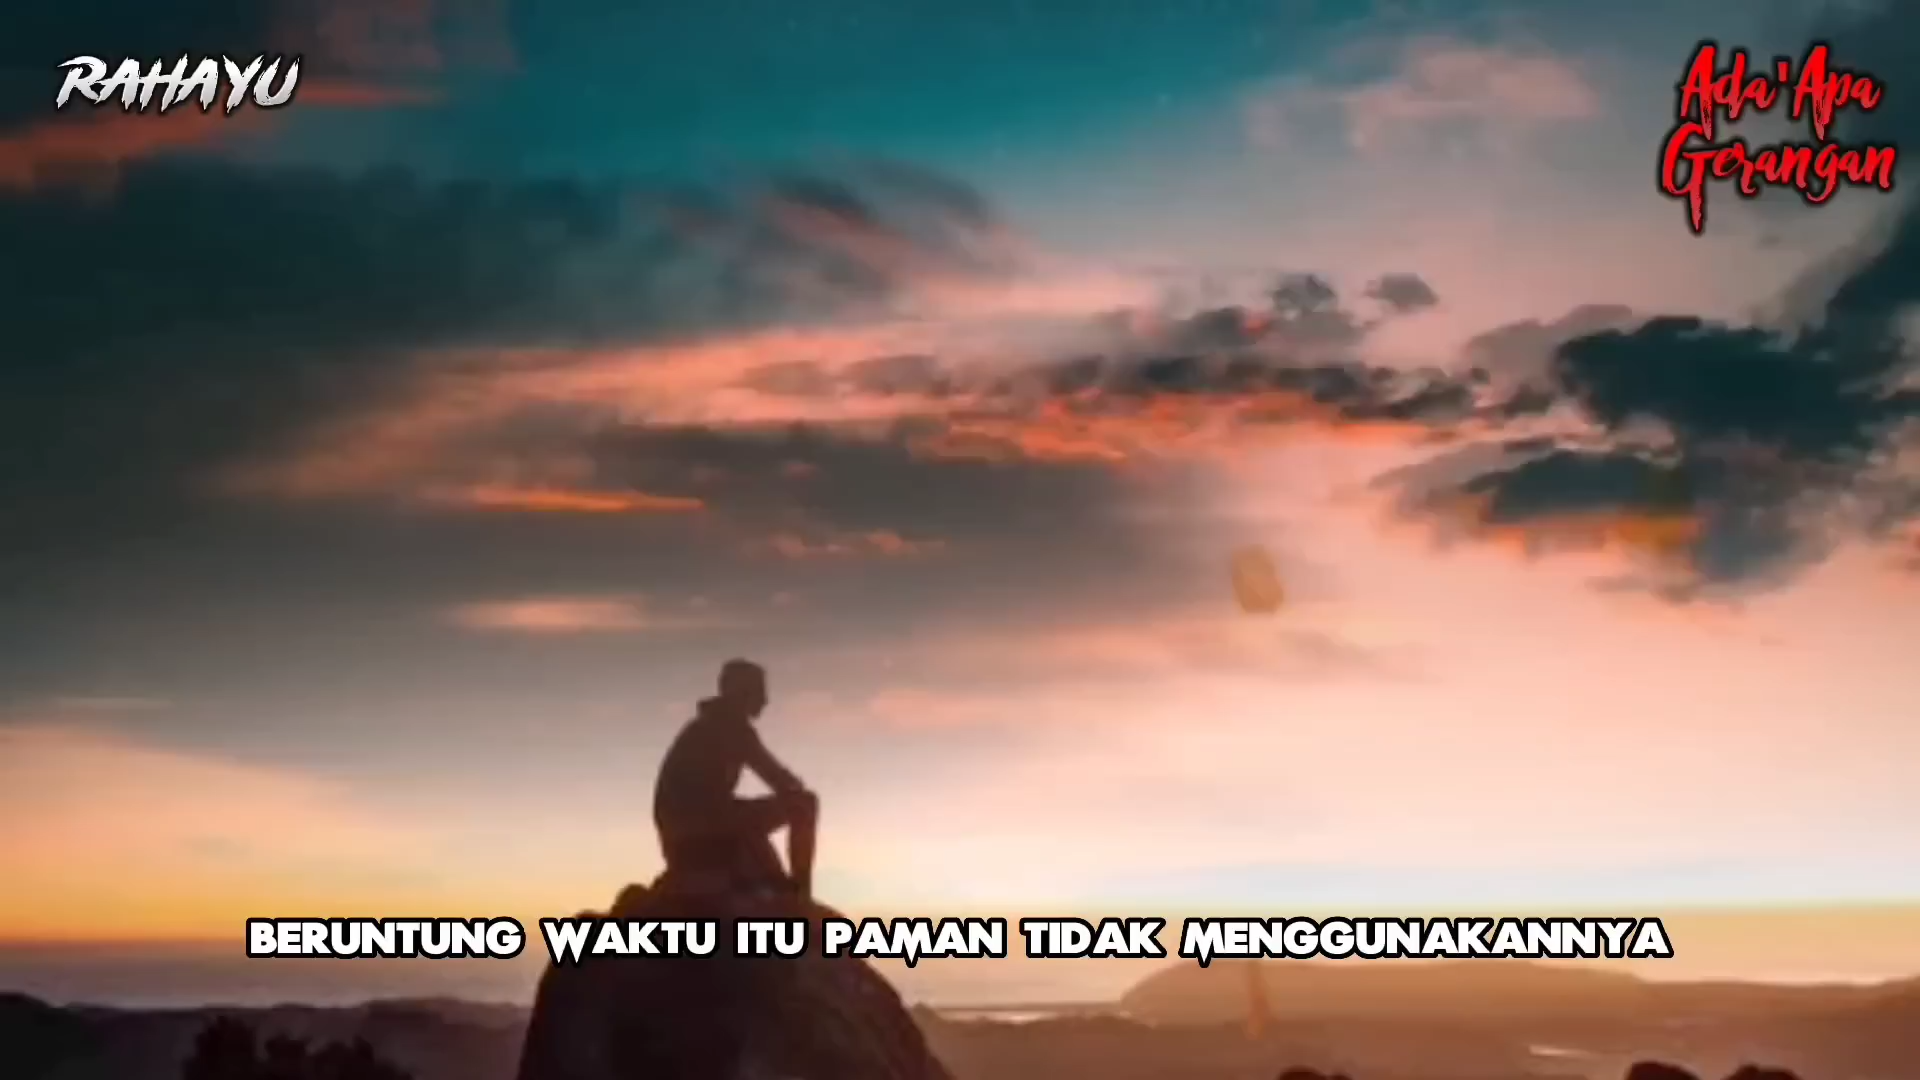 RAHAYU
Ada'Apa
Gerangan
BERUNTUNG WAKTU ITU PAMAN TIDAK MENGGUNAKANNYA